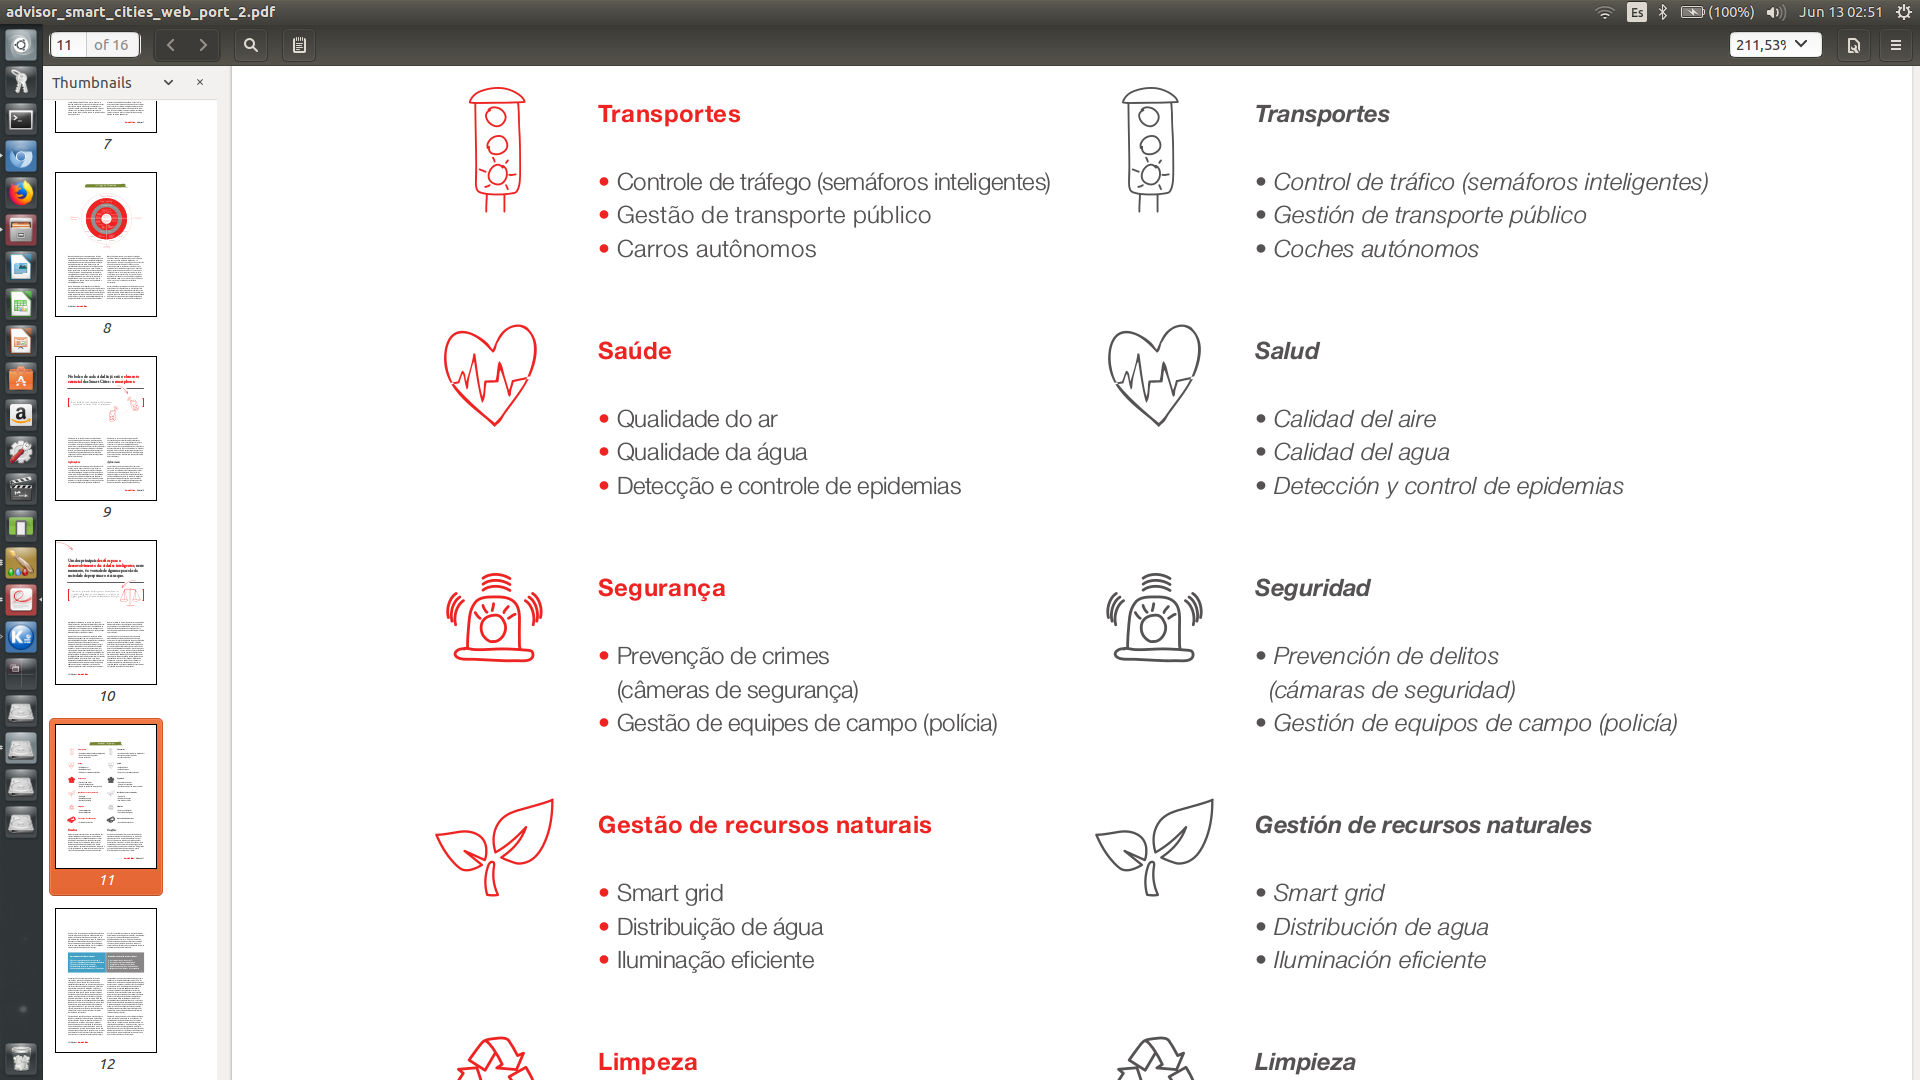 advisor_smart_cities_web_port_2.pdf
Es
(100%)
Jun 13 02:51
11
of 16
211,53%
Thumbnails
7
8
9
10
11
12
Transportes
• Controle de tráfego (semáforos inteligentes)
• Gestão de transporte público
• Carros autônomos
Saúde
• Qualidade do ar
• Qualidade da água
• Detecção e controle de epidemias
Segurança
• Prevenção de crimes
(câmeras de segurança)
• Gestão de equipes de campo (polícia)
Gestão de recursos naturais
• Smart grid
• Distribuição de água
• Iluminação eficiente
Limpeza
Transportes
• Control de tráfico (semáforos inteligentes)
• Gestión de transporte público
• Coches autónomos
Salud
• Calidad del aire
• Calidad del agua
• Detección y control de epidemias
Seguridad
• Prevención de delitos
(cámaras de seguridad)
• Gestión de equipos de campo (policía)
Gestión de recursos naturales
• Smart grid
• Distribución de agua
• Iluminación eficiente
Limpieza